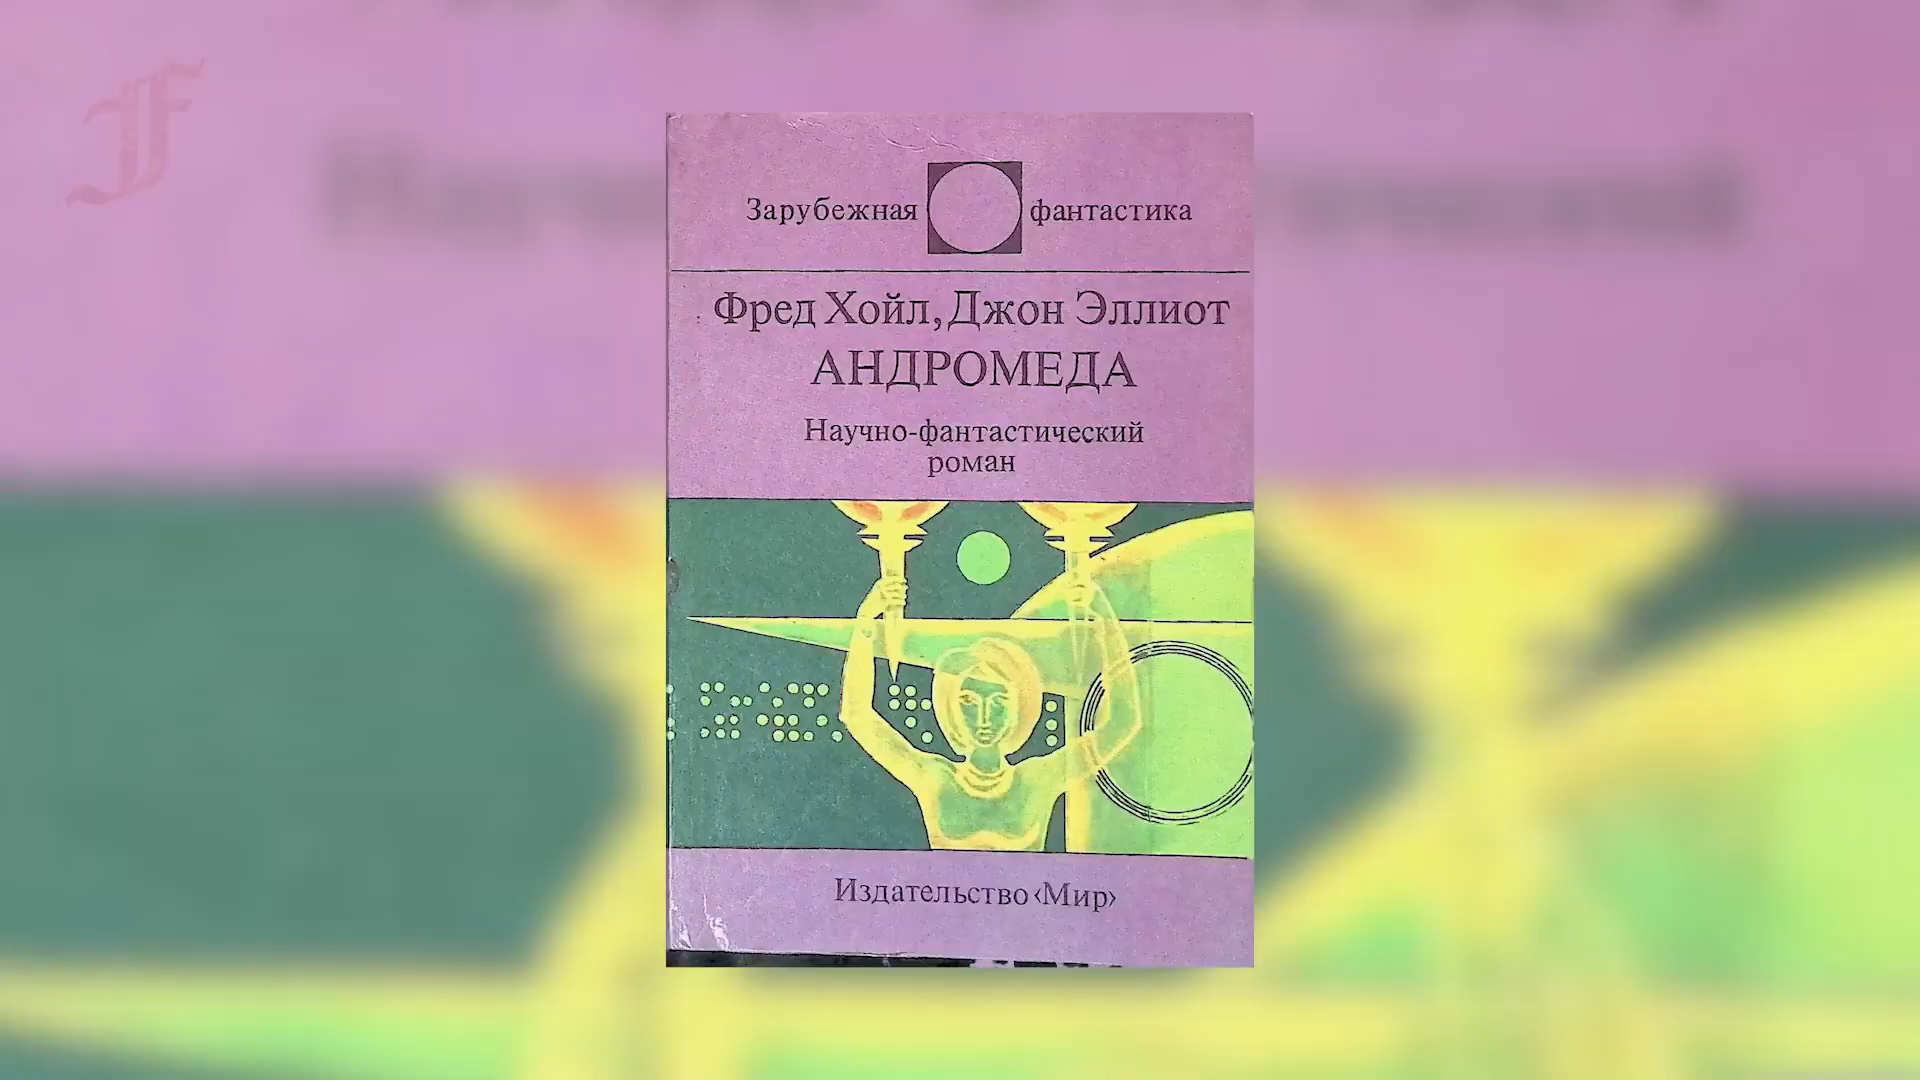 Зарубежная фантастика
Фред Хойл, Джон Эллиот
АНДРОМЕДА
Научно-фантастический
роман
Издательство ‹Мир›